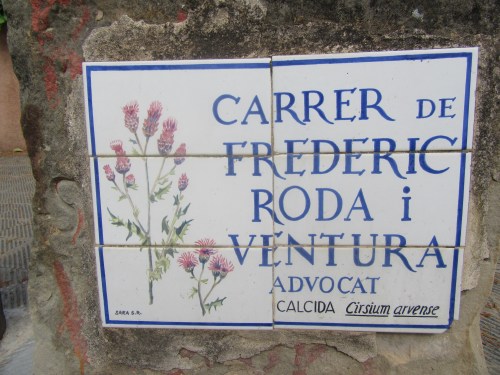 CARRER DE
FREDERIC
RODA i
VENTURA
ADVOCAT
CALCIDA Cirsium arvense